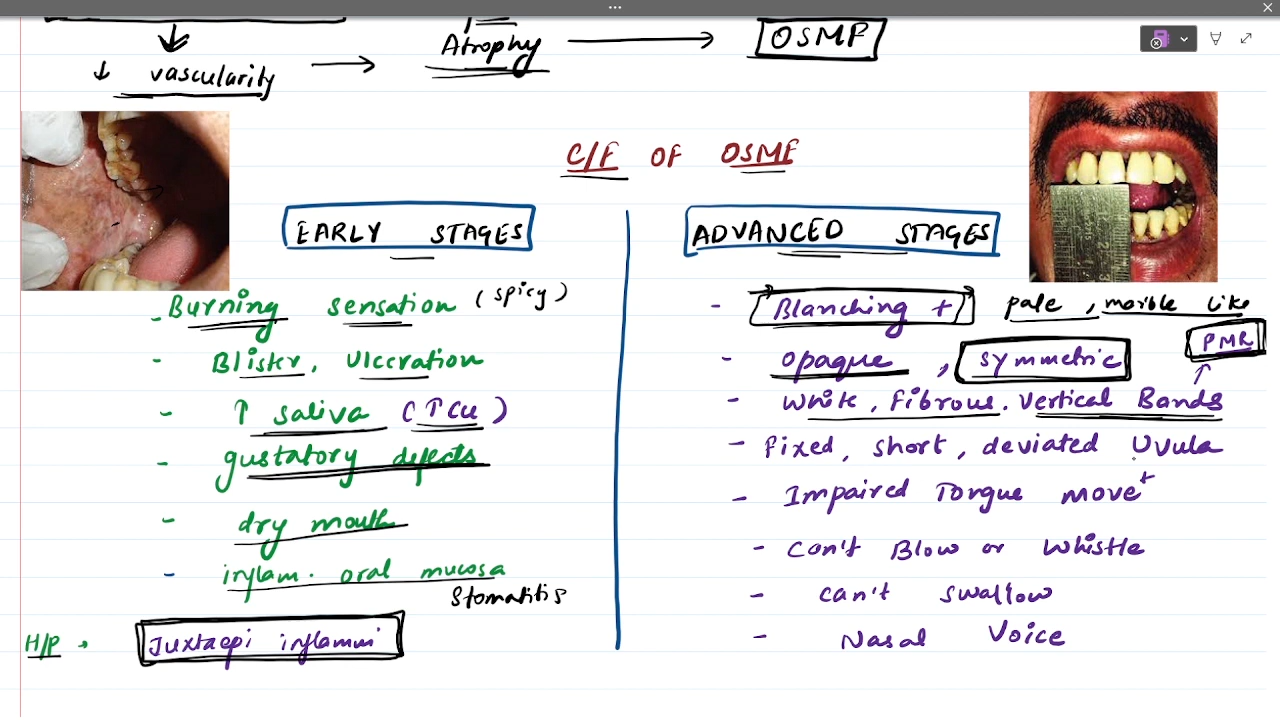 ↓ vascularity → Atrophy → OSMF
C/F OF OSMF
EARLY STAGES
- Burning sensation (spicy)
- Blister, Ulceration
- ↑ saliva (↑Cu)
- gustatory defects
- dry mouth
- inflam. oral mucosa
Stomatitis
H/P → Juxtaepi inflammi
ADVANCED STAGES
- Blanching + pale, marble like
- opaque, symmetric
PMR
- White, Fibrous. Vertical Bands
- Fixed, short, deviated Uvula
- Impaired Tongue movet
- Can't Blow or Whistle
- Can't swallow
- Nasal Voice